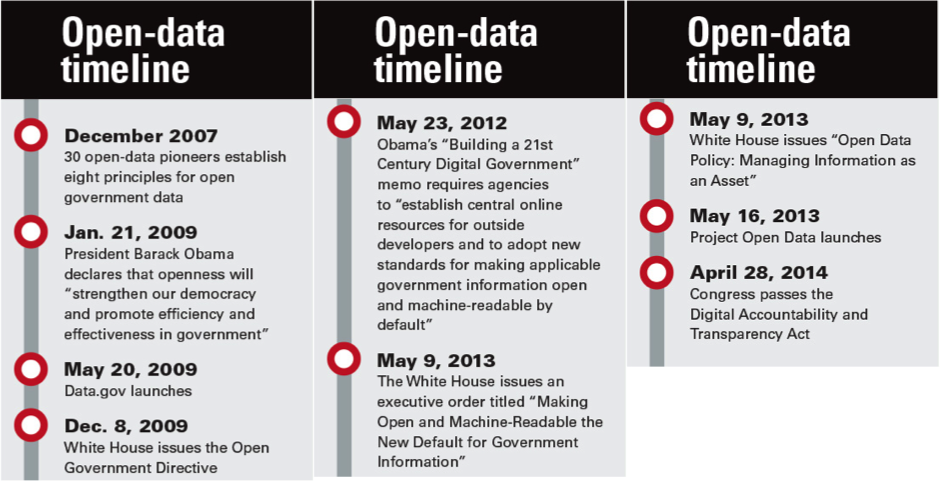 Open-data
timeline
December 2007
30 open-data pioneers establish
eight principles for open
government data
Jan. 21, 2009
President Barack Obama
declares that openness will
“strengthen our democracy
and promote efficiency and
effectiveness in government”
May 20, 2009
Data.gov launches
Dec. 8, 2009
White House issues the Open
Government Directive
Open-data
timeline
May 23, 2012
Obama’s “Building a 21st
Century Digital Government”
memo requires agencies
to “establish central online
resources for outside
developers and to adopt new
standards for making applicable
government information open
and machine-readable by
default”
May 9, 2013
The White House issues an
executive order titled “Making
Open and Machine-Readable the
New Default for Government
Information”
Open-data
timeline
May 9, 2013
White House issues “Open Data
Policy: Managing Information as
an Asset”
May 16, 2013
Project Open Data launches
April 28, 2014
Congress passes the
Digital Accountability and
Transparency Act